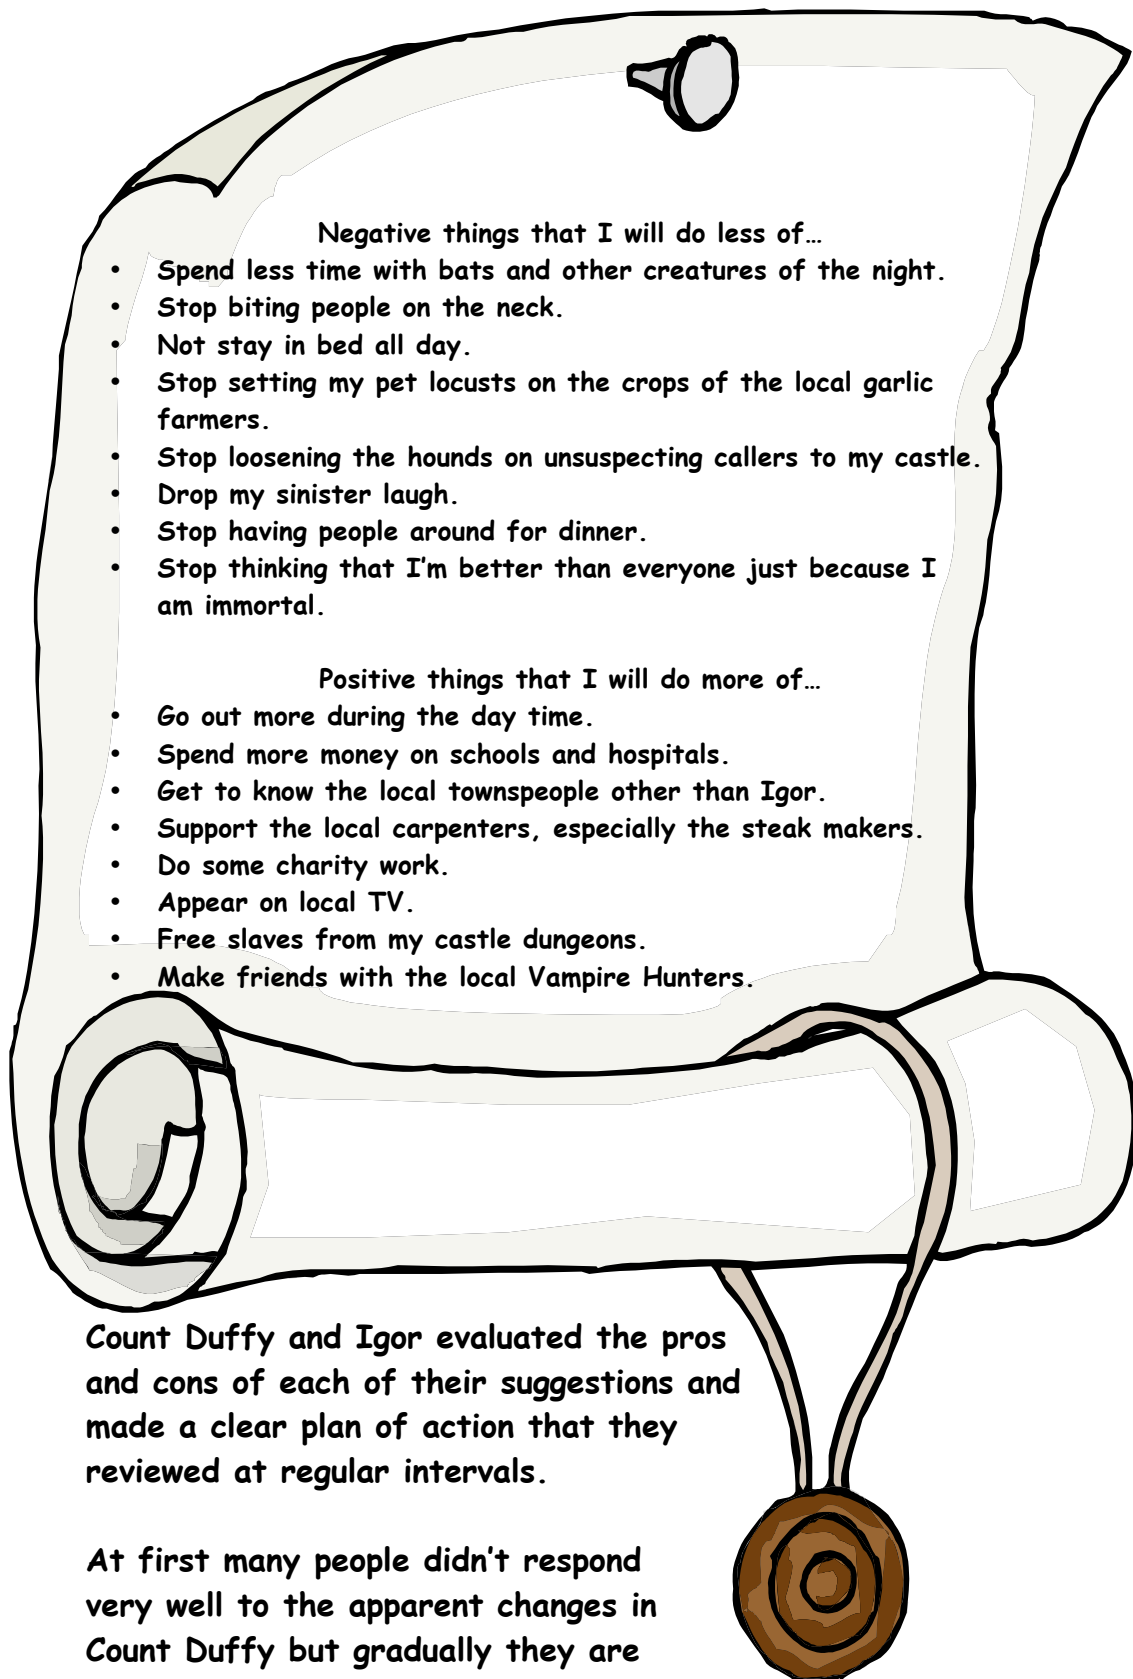 Negative things that I will do less of…
• Spend less time with bats and other creatures of the night.
• Stop biting people on the neck.
• Not stay in bed all day.
• Stop setting my pet locusts on the crops of the local garlic
farmers.
• Stop loosening the hounds on unsuspecting callers to my castle.
• Drop my sinister laugh.
• Stop having people around for dinner.
• Stop thinking that I'm better than everyone just because I
am immortal.
Positive things that I will do more of…
• Go out more during the day time.
• Spend more money on schools and hospitals.
• Get to know the local townspeople other than Igor.
• Support the local carpenters, especially the steak makers.
• Do some charity work.
• Appear on local TV.
• Free slaves from my castle dungeons.
• Make friends with the local Vampire Hunters.
Count Duffy and Igor evaluated the pros
and cons of each of their suggestions and
made a clear plan of action that they
reviewed at regular intervals.
At first many people didn't respond
very well to the apparent changes in
Count Duffy but gradually they are